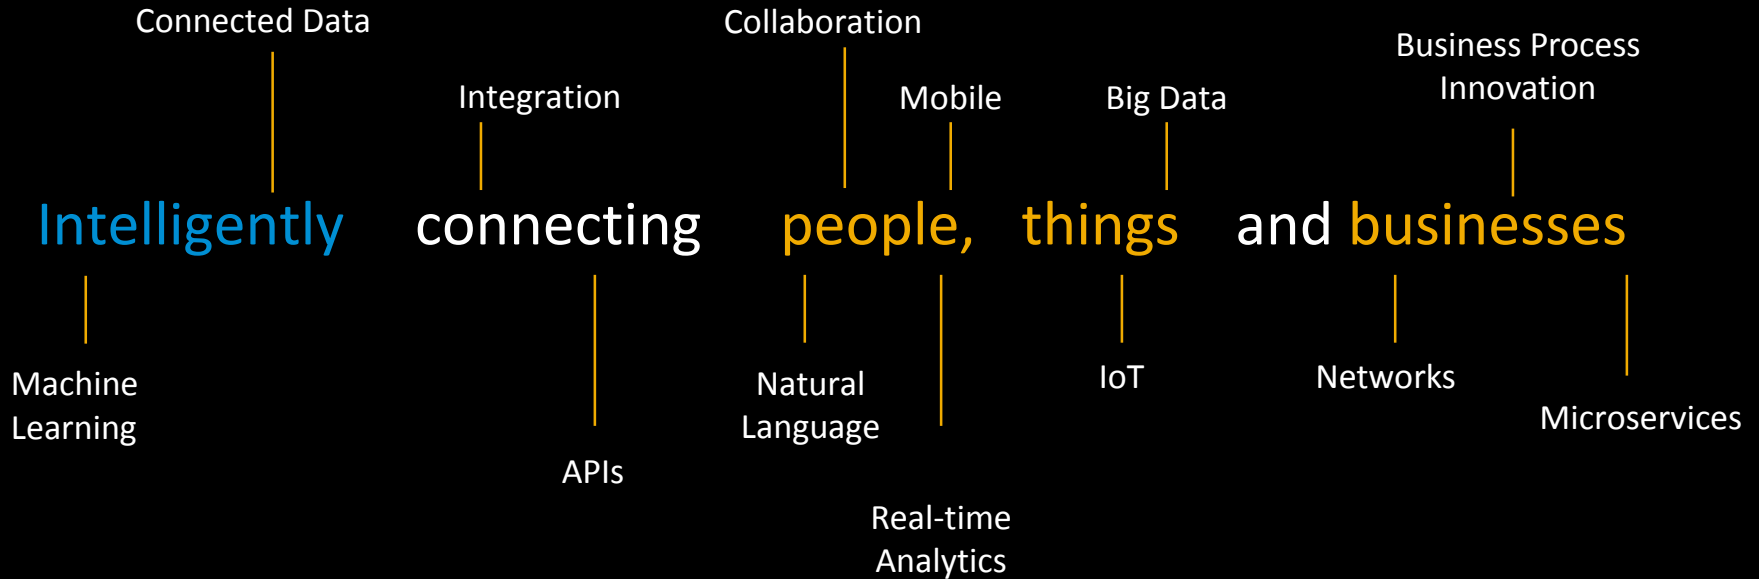 Connected Data
Collaboration
Business Process
Innovation
Integration
Mobile
Big Data
Intelligently connecting people, things and businesses
Machine
Learning
APIs
Natural
Language
Real-time
Analytics
IoT
Networks
Microservices